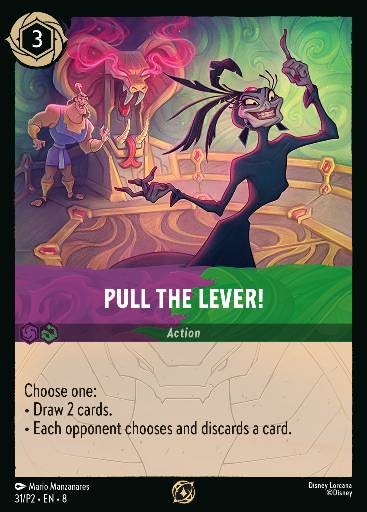 3
PULL THE LEVER!
Action
Choose one:
• Draw 2 cards.
• Each opponent chooses and discards a card.
Mario Manzanares
31/P2 • EN • 8
Disney Lorcana
©Disney